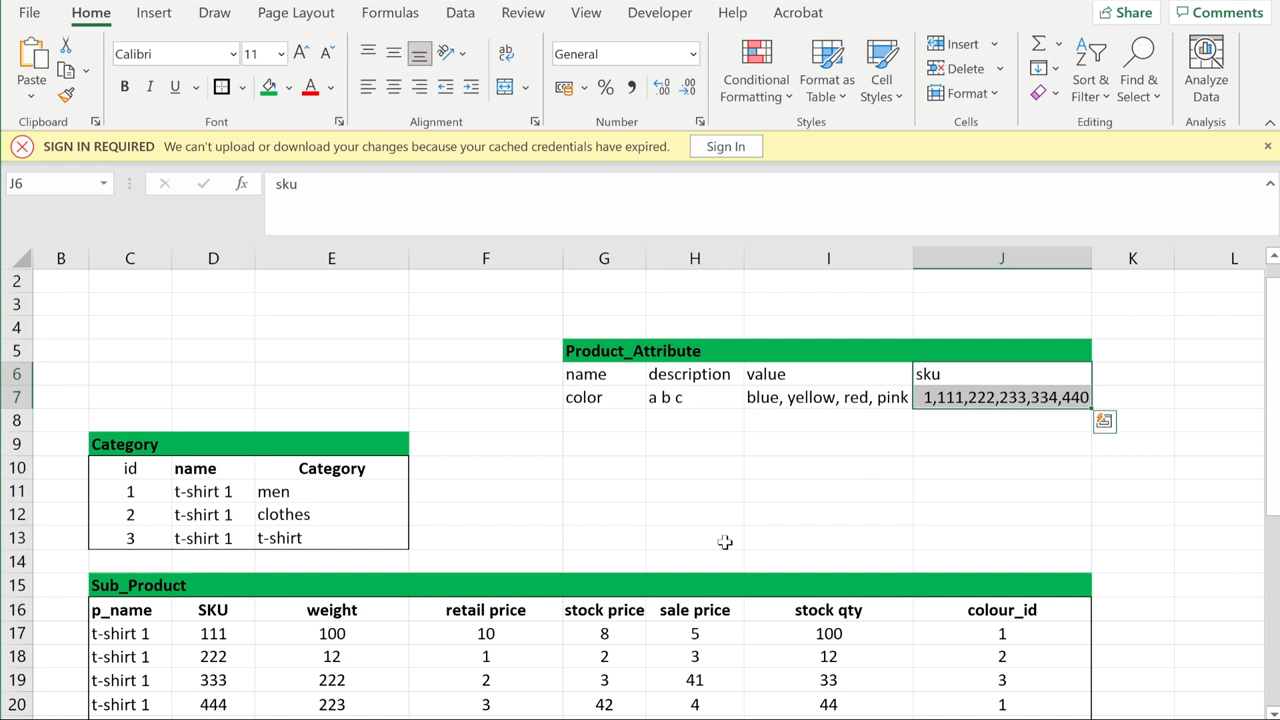 File Home Insert Draw Page Layout Formulas Data Review View Developer Help Acrobat Share Comments
Calibri 11 General Insert
Paste Conditional Formatting Format as Table Cell Styles Delete Sort & Filter Find & Select Analyze Data
B I U A % , Format
Clipboard Font Alignment Number Styles Cells Editing Analysis
SIGN IN REQUIRED We can't upload or download your changes because your cached credentials have expired. Sign In
J6 fx sku
B C D E F G H I J K L
2
3
4
5 Product_Attribute
6 name description value sku
7 color a b c blue, yellow, red, pink 1,111,222,233,334,440
8
9 Category
10 id name Category
11 1 t-shirt 1 men
12 2 t-shirt 1 clothes
13 3 t-shirt 1 t-shirt
14
15 Sub_Product
16 p_name SKU weight retail price stock price sale price stock qty colour_id
17 t-shirt 1 111 100 10 8 5 100 1
18 t-shirt 1 222 12 1 2 3 12 2
19 t-shirt 1 333 222 2 3 41 33 3
20 t-shirt 1 444 223 3 42 4 44 1